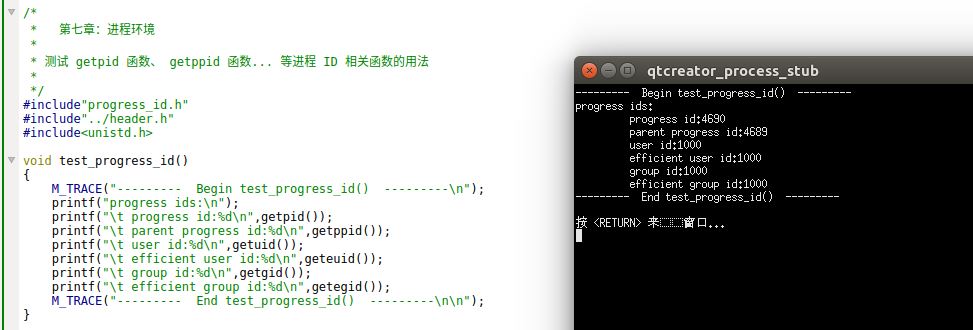 /*
 *   第七章：进程环境
 *
 * 测试 getpid 函数、 getppid 函数... 等进程 ID 相关函数的用法
 *
 */
#include"progress_id.h"
#include"../header.h"
#include<unistd.h>
void test_progress_id()
{
    M_TRACE("---------  Begin test_progress_id()  ---------\n");
    printf("progress ids:\n");
    printf("\t progress id:%d\n",getpid());
    printf("\t parent progress id:%d\n",getppid());
    printf("\t user id:%d\n",getuid());
    printf("\t efficient user id:%d\n",geteuid());
    printf("\t group id:%d\n",getgid());
    printf("\t efficient group id:%d\n",getegid());
    M_TRACE("---------  End test_progress_id()  ---------\n\n");
}
qtcreator_process_stub
---------  Begin test_progress_id()  ---------
progress ids:
         progress id:4690
         parent progress id:4689
         user id:1000
         efficient user id:1000
         group id:1000
         efficient group id:1000
---------  End test_progress_id()  ---------
按 <RETURN> 来窗口...